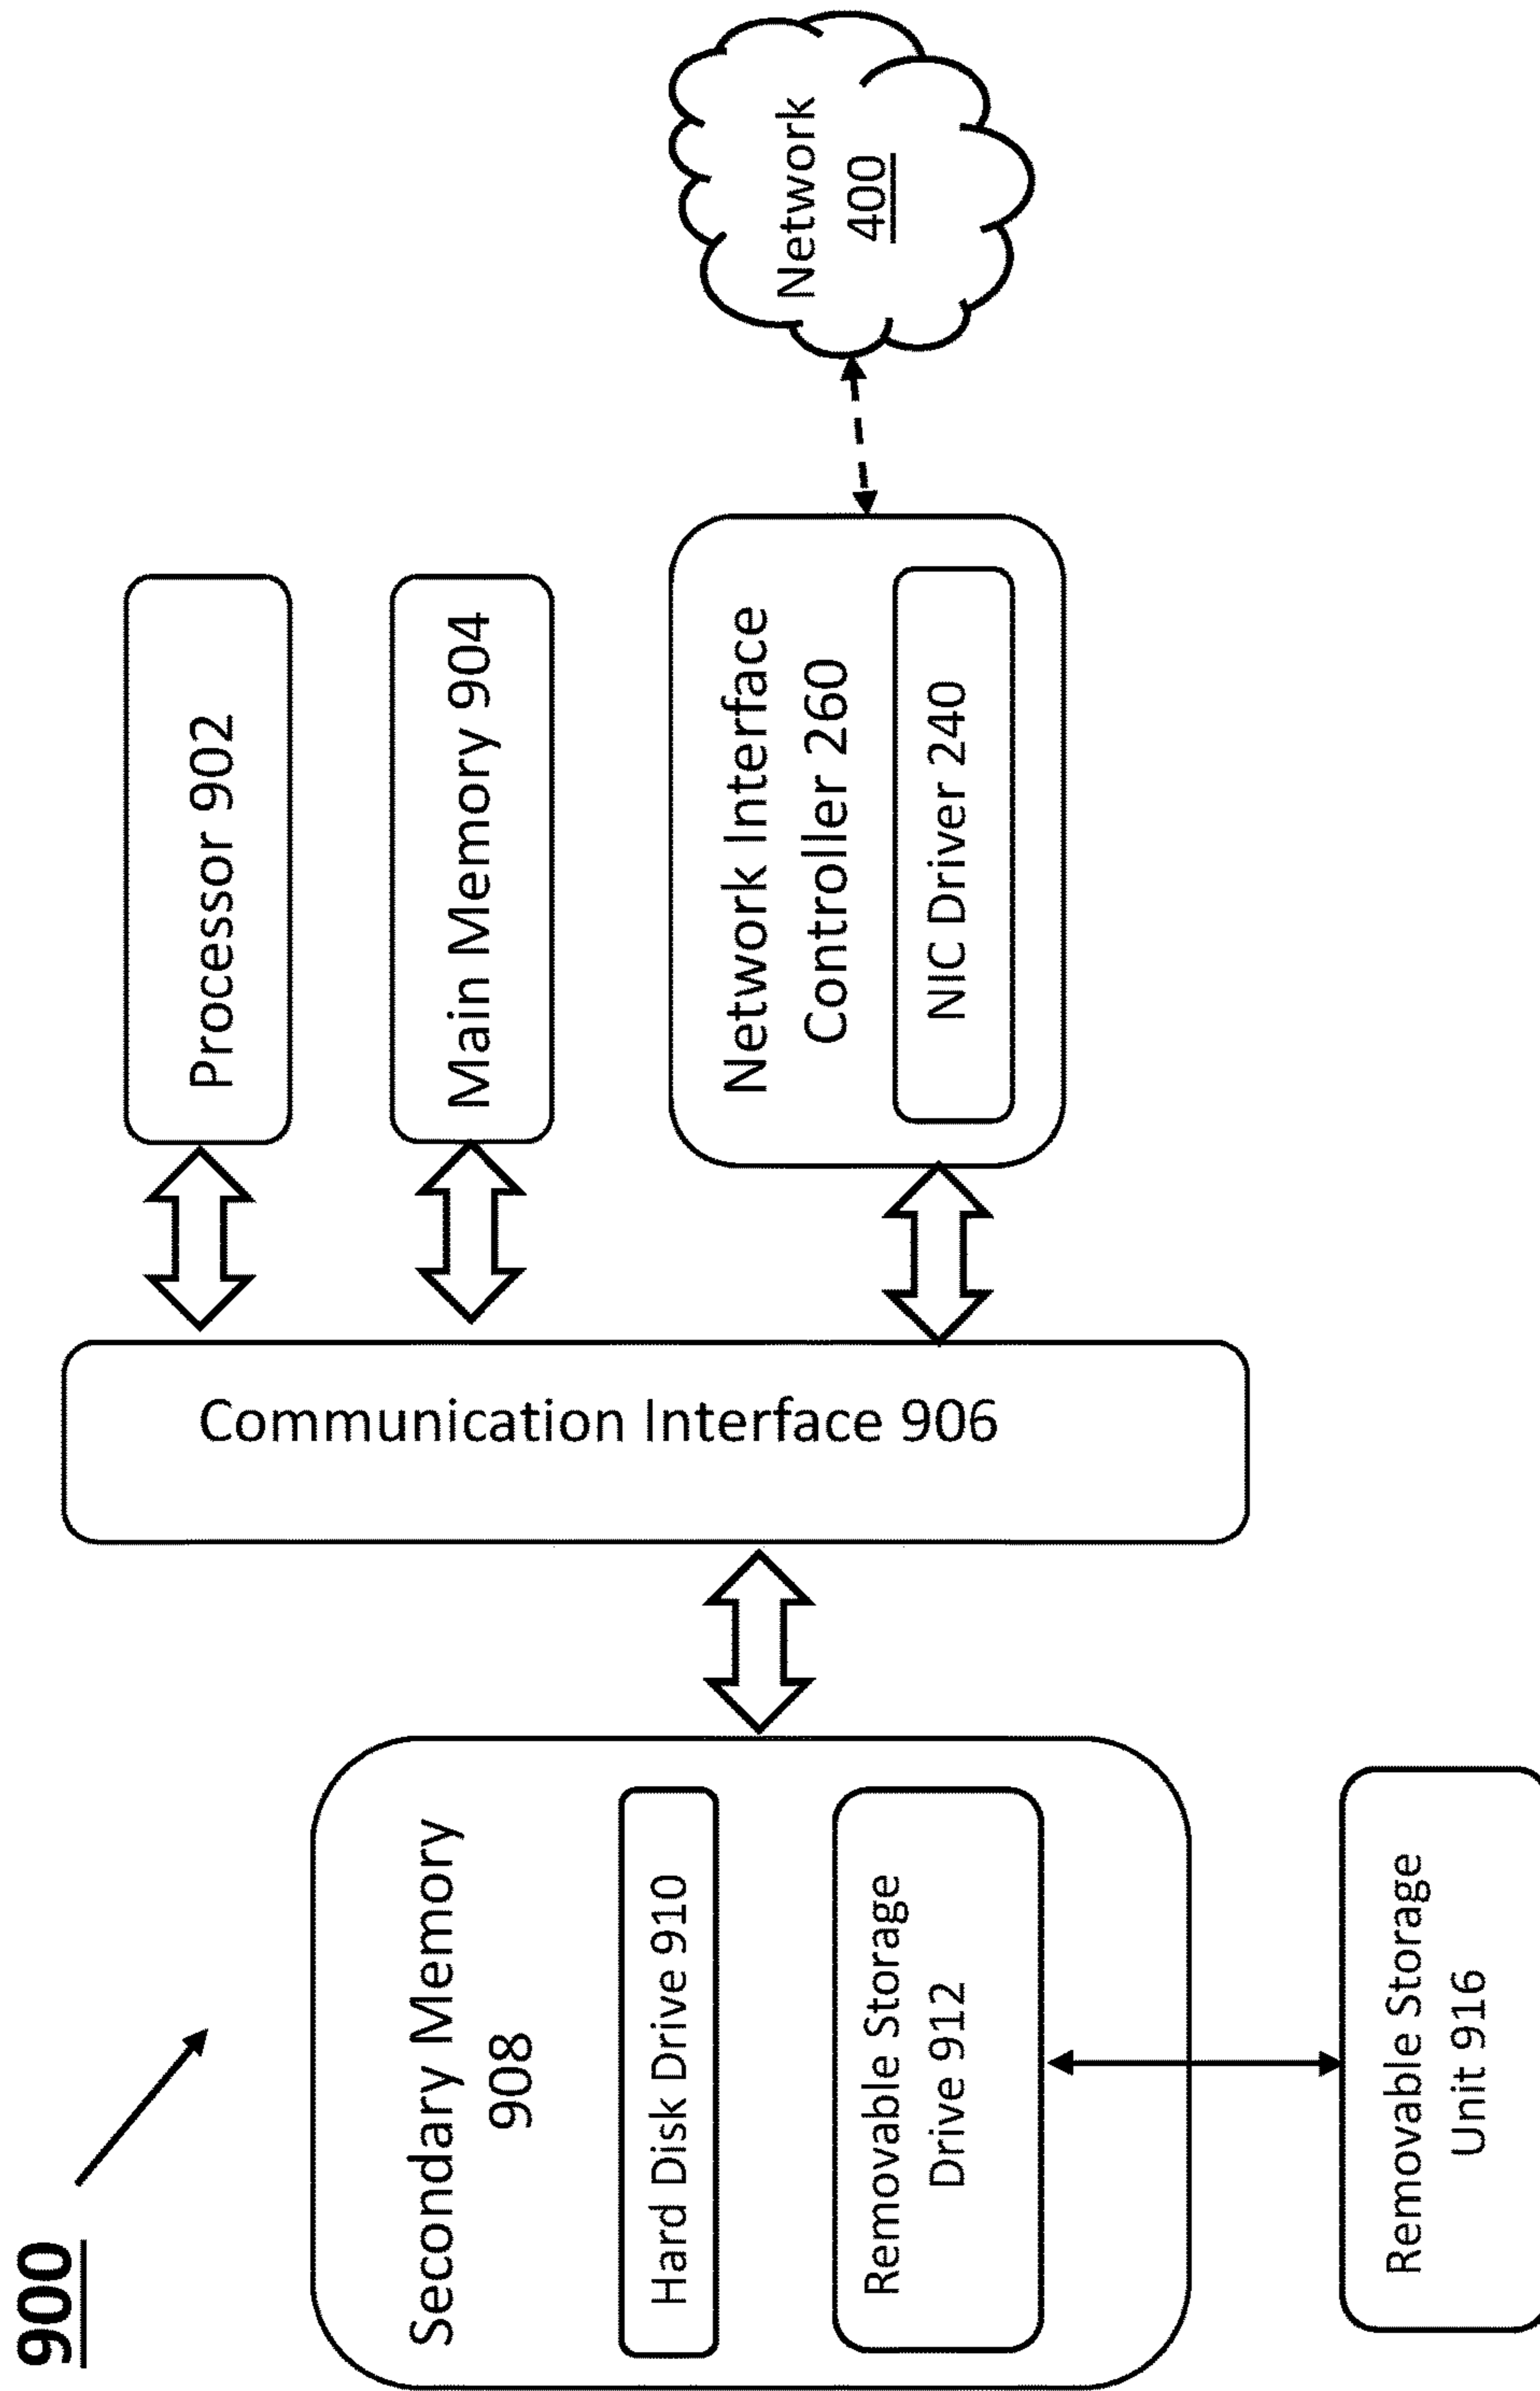 900
Secondary Memory
908
Hard Disk Drive 910
Removable Storage
Drive 912
Removable Storage
Unit 916
Communication Interface 906
Processor 902
Main Memory 904
Network Interface
Controller 260
NIC Driver 240
Network
400